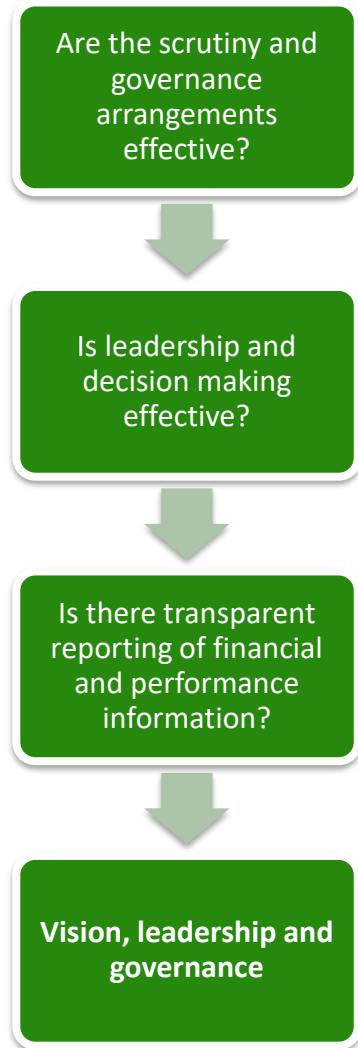 Are the scrutiny and
governance
arrangements
effective?
Is leadership and
decision making
effective?
Is there transparent
reporting of financial
and performance
information?
Vision, leadership and
governance